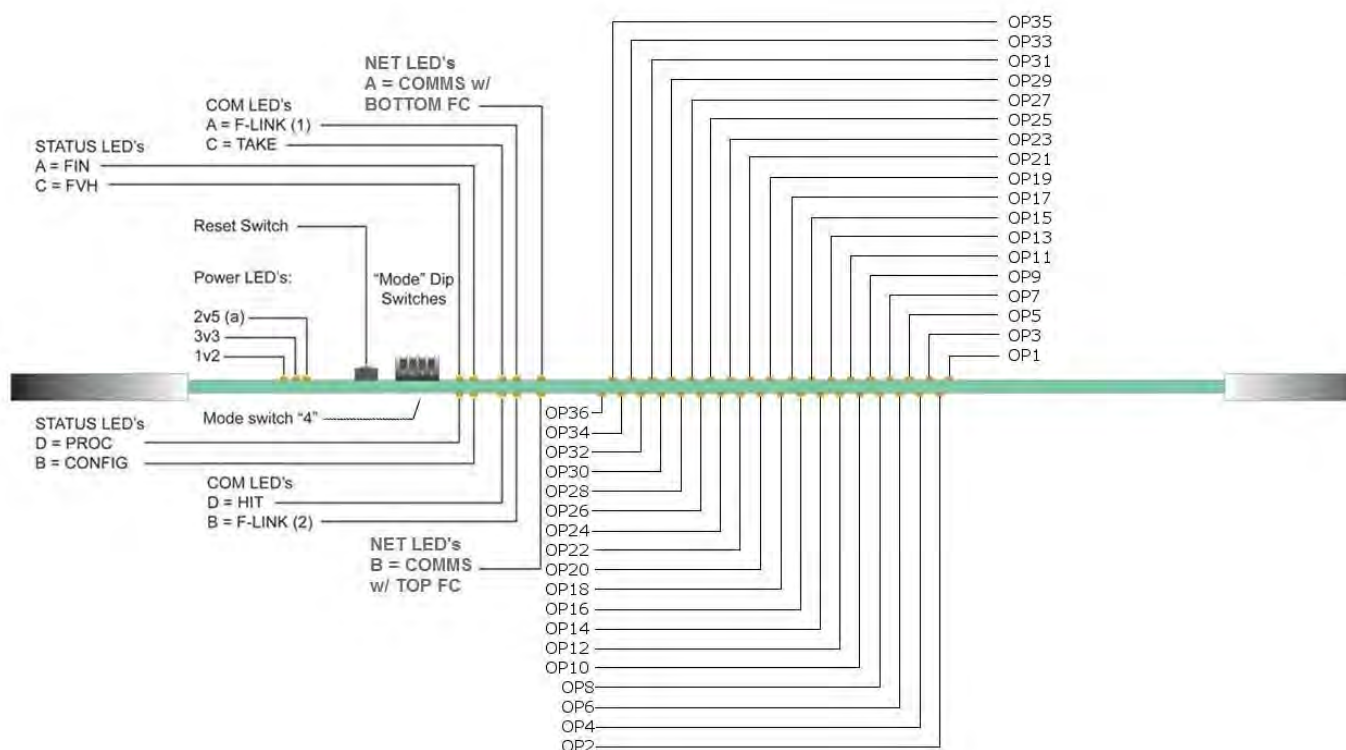 OP35
OP33
OP31
OP29
OP27
OP25
OP23
OP21
OP19
OP17
OP15
OP13
OP11
OP9
OP7
OP5
OP3
OP1
NET LED's
A = COMMS w/
BOTTOM FC
COM LED's
A = F-LINK (1)
C = TAKE
STATUS LED's
A = FIN
C = FVH
Reset Switch
Power LED's:
"Mode" Dip
Switches
2v5 (a)
3v3
1v2
Mode switch "4"
STATUS LED's
D = PROC
B = CONFIG
COM LED's
D = HIT
B = F-LINK (2)
NET LED's
B = COMMS
w/ TOP FC
OP36
OP34
OP32
OP30
OP28
OP26
OP24
OP22
OP20
OP18
OP16
OP14
OP12
OP10
OP8
OP6
OP4
OP2